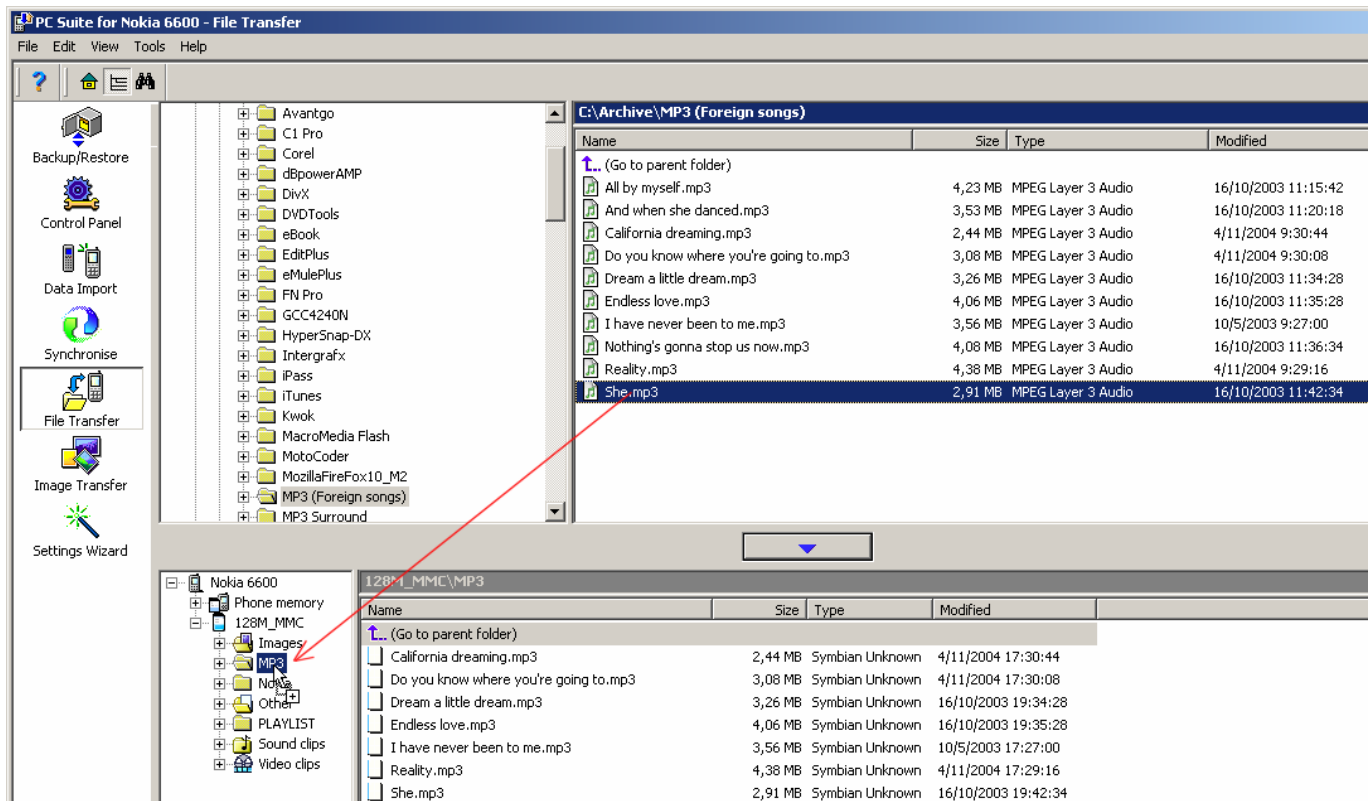 PC Suite for Nokia 6600 - File Transfer
File Edit View Tools Help
Backup/Restore
Control Panel
Data Import
Synchronise
File Transfer
Image Transfer
Settings Wizard
Avantgo
C1 Pro
Corel
dBpowerAMP
DivX
DVDTools
eBook
EditPlus
eMulePlus
FN Pro
GCC4240N
HyperSnap-DX
Intergrafx
iPass
iTunes
Kwok
MacroMedia Flash
MotoCoder
MozillaFireFox10_M2
MP3 (Foreign songs)
MP3 Surround
C:\Archive\MP3 (Foreign songs)
Name Size Type Modified
(Go to parent folder)
All by myself.mp3 4,23 MB MPEG Layer 3 Audio 16/10/2003 11:15:42
And when she danced.mp3 3,53 MB MPEG Layer 3 Audio 16/10/2003 11:20:18
California dreaming.mp3 2,44 MB MPEG Layer 3 Audio 4/11/2004 9:30:44
Do you know where you're going to.mp3 3,08 MB MPEG Layer 3 Audio 4/11/2004 9:30:08
Dream a little dream.mp3 3,26 MB MPEG Layer 3 Audio 16/10/2003 11:34:28
Endless love.mp3 4,06 MB MPEG Layer 3 Audio 16/10/2003 11:35:28
I have never been to me.mp3 3,56 MB MPEG Layer 3 Audio 10/5/2003 9:27:00
Nothing's gonna stop us now.mp3 4,08 MB MPEG Layer 3 Audio 16/10/2003 11:36:34
Reality.mp3 4,38 MB MPEG Layer 3 Audio 4/11/2004 9:29:16
She.mp3 2,91 MB MPEG Layer 3 Audio 16/10/2003 11:42:34
Nokia 6600
Phone memory
128M_MMC
Images
MP3
Nokia
Other
PLAYLIST
Sound clips
Video clips
128M_MMC\MP3
Name Size Type Modified
(Go to parent folder)
California dreaming.mp3 2,44 MB Symbian Unknown 4/11/2004 17:30:44
Do you know where you're going to.mp3 3,08 MB Symbian Unknown 4/11/2004 17:30:08
Dream a little dream.mp3 3,26 MB Symbian Unknown 16/10/2003 19:34:28
Endless love.mp3 4,06 MB Symbian Unknown 16/10/2003 19:35:28
I have never been to me.mp3 3,56 MB Symbian Unknown 10/5/2003 17:27:00
Reality.mp3 4,38 MB Symbian Unknown 4/11/2004 17:29:16
She.mp3 2,91 MB Symbian Unknown 16/10/2003 19:42:34